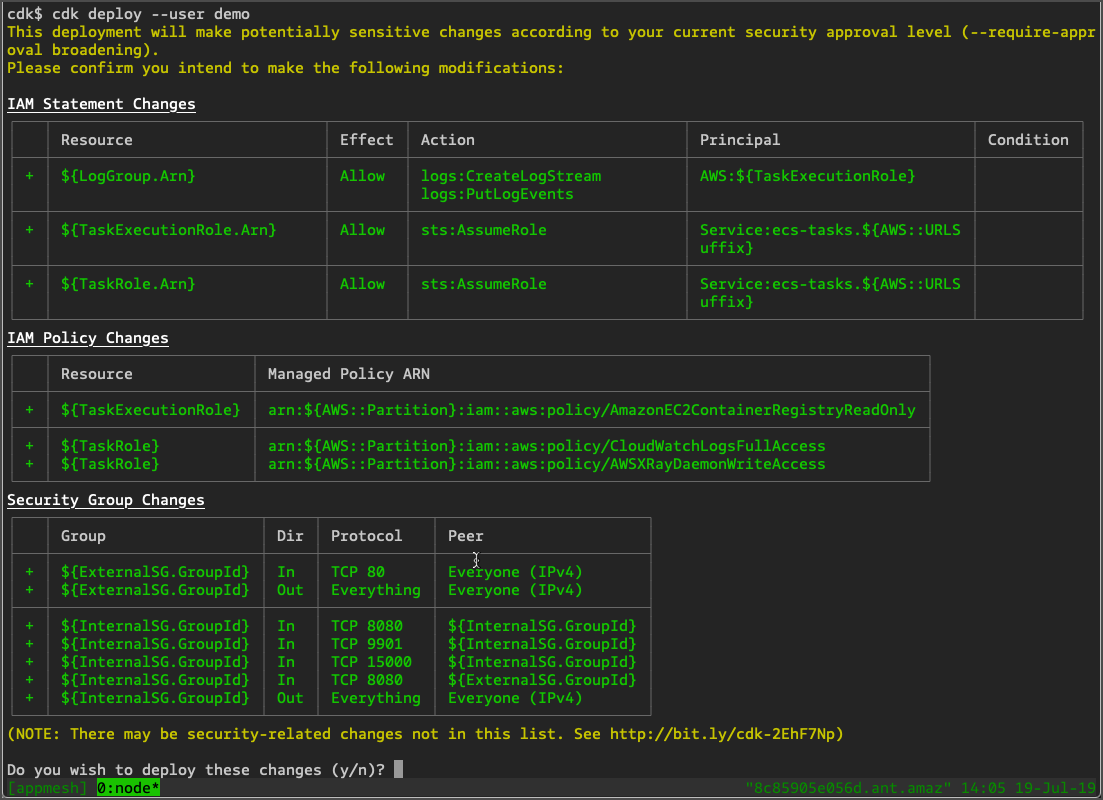 cdk$ cdk deploy --user demo
This deployment will make potentially sensitive changes according to your current security approval level (--require-appr
oval broadening).
Please confirm you intend to make the following modifications:
IAM Statement Changes
Resource Effect Action Principal Condition
+ ${LogGroup.Arn} Allow logs:CreateLogStream AWS:${TaskExecutionRole}
logs:PutLogEvents
+ ${TaskExecutionRole.Arn} Allow sts:AssumeRole Service:ecs-tasks.${AWS::URLS
uffix}
+ ${TaskRole.Arn} Allow sts:AssumeRole Service:ecs-tasks.${AWS::URLS
uffix}
IAM Policy Changes
Resource Managed Policy ARN
+ ${TaskExecutionRole} arn:${AWS::Partition}:iam::aws:policy/AmazonEC2ContainerRegistryReadOnly
+ ${TaskRole} arn:${AWS::Partition}:iam::aws:policy/CloudWatchLogsFullAccess
+ ${TaskRole} arn:${AWS::Partition}:iam::aws:policy/AWSXRayDaemonWriteAccess
Security Group Changes
Group Dir Protocol Peer
+ ${ExternalSG.GroupId} In TCP 80 Everyone (IPv4)
+ ${ExternalSG.GroupId} Out Everything Everyone (IPv4)
+ ${InternalSG.GroupId} In TCP 8080 ${InternalSG.GroupId}
+ ${InternalSG.GroupId} In TCP 9901 ${InternalSG.GroupId}
+ ${InternalSG.GroupId} In TCP 15000 ${InternalSG.GroupId}
+ ${InternalSG.GroupId} In TCP 8080 ${ExternalSG.GroupId}
+ ${InternalSG.GroupId} Out Everything Everyone (IPv4)
(NOTE: There may be security-related changes not in this list. See http://bit.ly/cdk-2EhF7Np)
Do you wish to deploy these changes (y/n)?
[appmesh] 0:node* "8c85905e056d.ant.amaz" 14:05 19-Jul-19